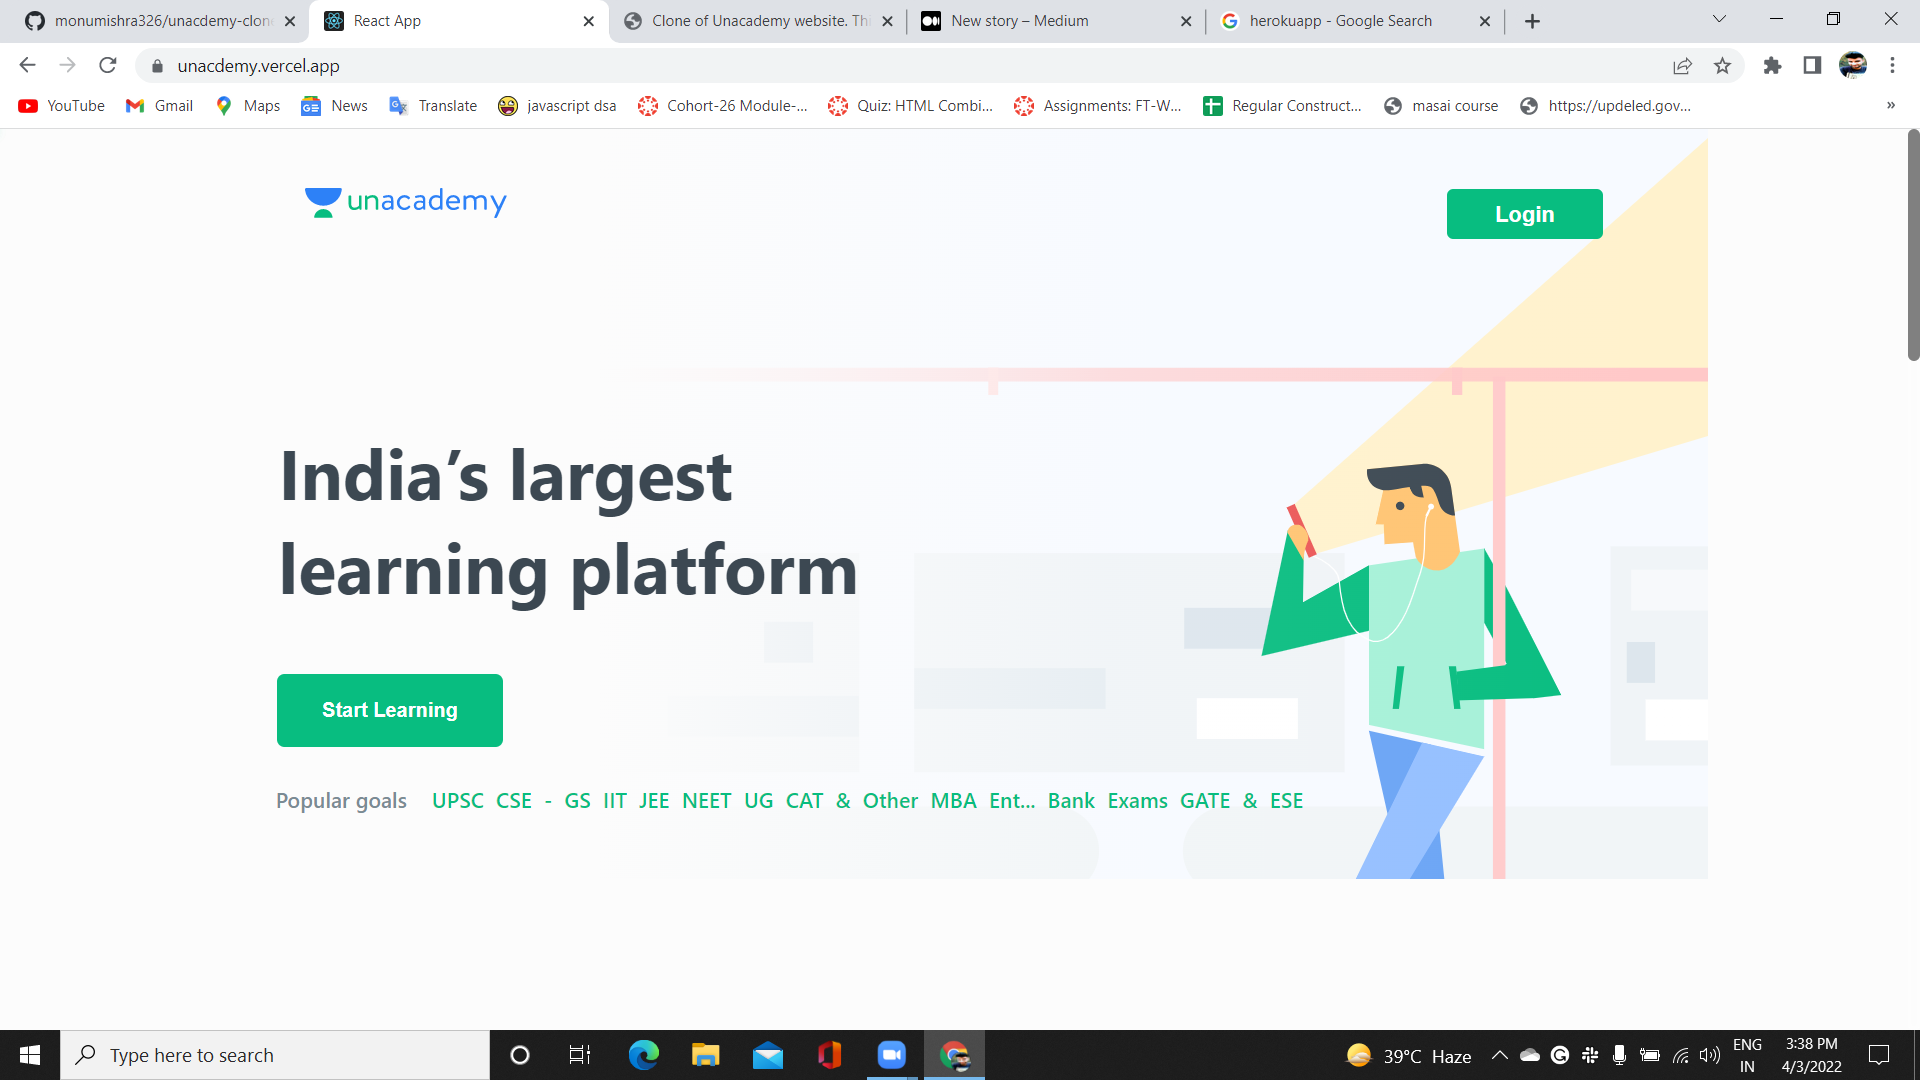 monumishra326/unacdemy-clone
React App
Clone of Unacademy website. Thi
New story – Medium
herokuapp - Google Search
unacdemy.vercel.app
YouTube
Gmail
Maps
News
Translate
javascript dsa
Cohort-26 Module-...
Quiz: HTML Combi...
Assignments: FT-W...
Regular Construct...
masai course
https://updeled.gov...
»
unacademy
Login
India’s largest
learning platform
Start Learning
Popular goals UPSC CSE - GS IIT JEE NEET UG CAT & Other MBA Ent... Bank Exams GATE & ESE
Type here to search
39°C Haze
ENG
IN
3:38 PM
4/3/2022